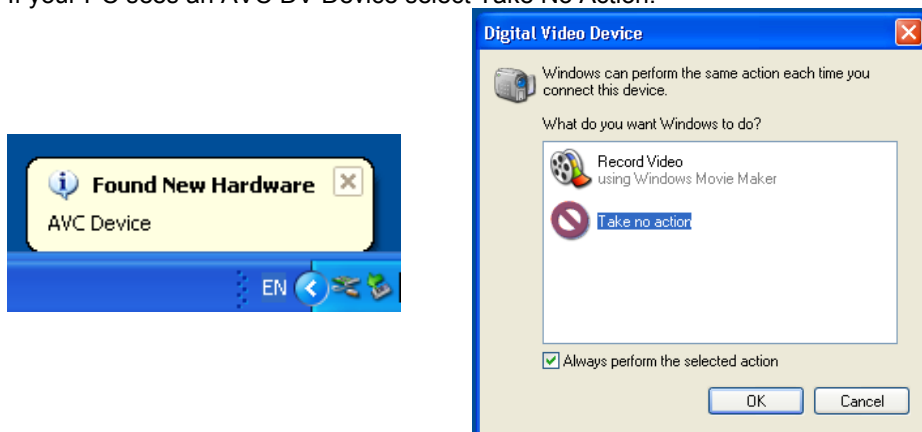 If your PC sees an AVC DV Device select Take No Action.
Digital Video Device
Windows can perform the same action each time you
connect this device.
What do you want Windows to do?
Record Video
using Windows Movie Maker
Take no action
Always perform the selected action
OK Cancel
Found New Hardware
AVC Device
EN